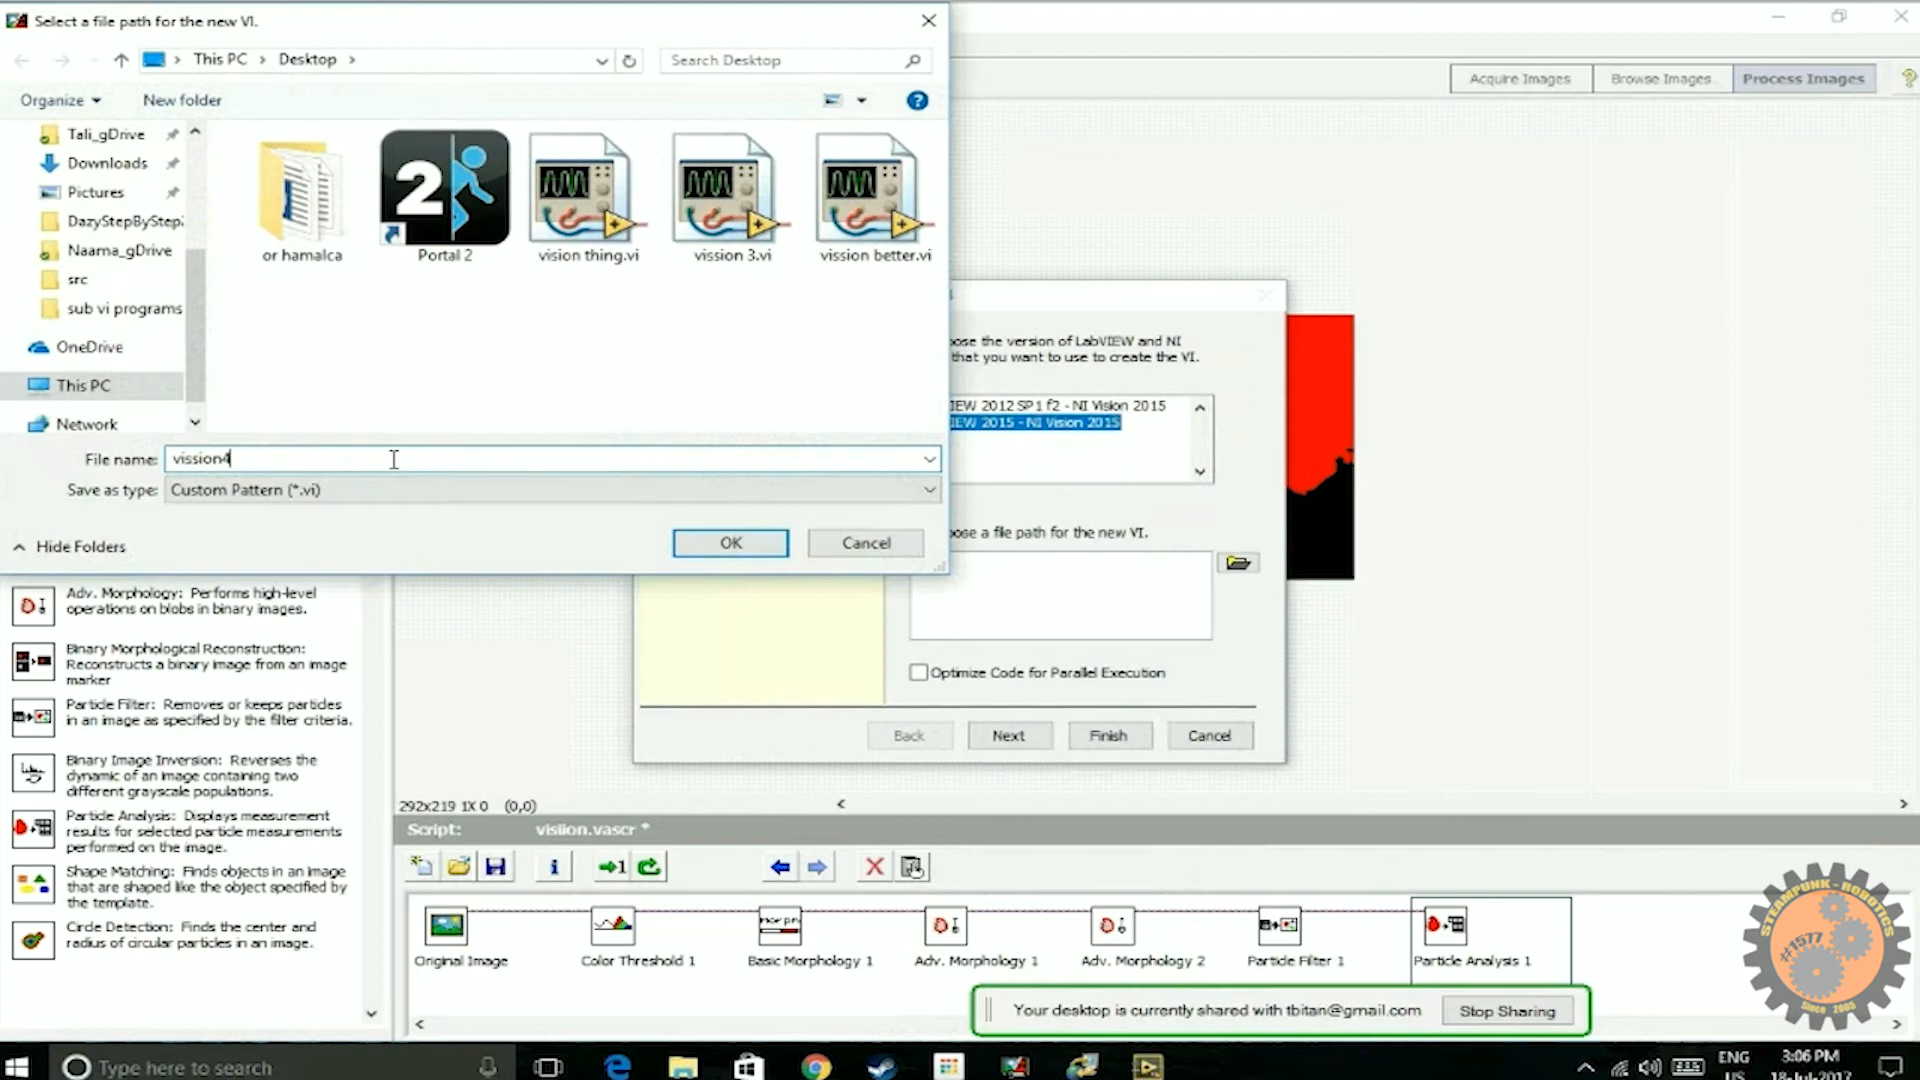 Select a file path for the new VI.
This PC
Desktop
Search Desktop
Organize
New folder
Tali_gDrive
Downloads
Pictures
DazyStepByStep
Naama_gDrive
src
sub vi programs
OneDrive
This PC
Network
or hamalca
2
Portal 2
vision thing.vi
vission 3.vi
vission better.vi
File name: vission4
Save as type: Custom Pattern (*.vi)
Hide Folders
OK
Cancel
Acquire Images
Browse Images
Process Images
ose the version of LabVIEW and NI
that you want to use to create the VI.
IEW 2012 SP1 f2 - NI Vision 2015
IEW 2015 - NI Vision 2015
ose a file path for the new VI.
Optimize Code for Parallel Execution
Back
Next
Finish
Cancel
Adv. Morphology: Performs high-level
operations on blobs in binary images.
Binary Morphological Reconstruction:
Reconstructs a binary image from an image
marker
Particle Filter: Removes or keeps particles
in an image as specified by the filter criteria.
Binary Image Inversion: Reverses the
dynamic of an image containing two
different grayscale populations.
Particle Analysis: Displays measurement
results for selected particle measurements
performed on the image.
Shape Matching: Finds objects in an image
that are shaped like the object specified by
the template.
Circle Detection: Finds the center and
radius of circular particles in an image.
292x219 1X 0 (0,0)
Script: visiion.vascr *
Original Image
Color Threshold 1
Basic Morphology 1
Adv. Morphology 1
Adv. Morphology 2
Particle Filter 1
Particle Analysis 1
Your desktop is currently shared with tbitan@gmail.com
Stop Sharing
STEAMPUNK-ROBOTICS
#1577
Since 2005
Type here to search
ENG
US
3:06 PM
18-Jul-2017